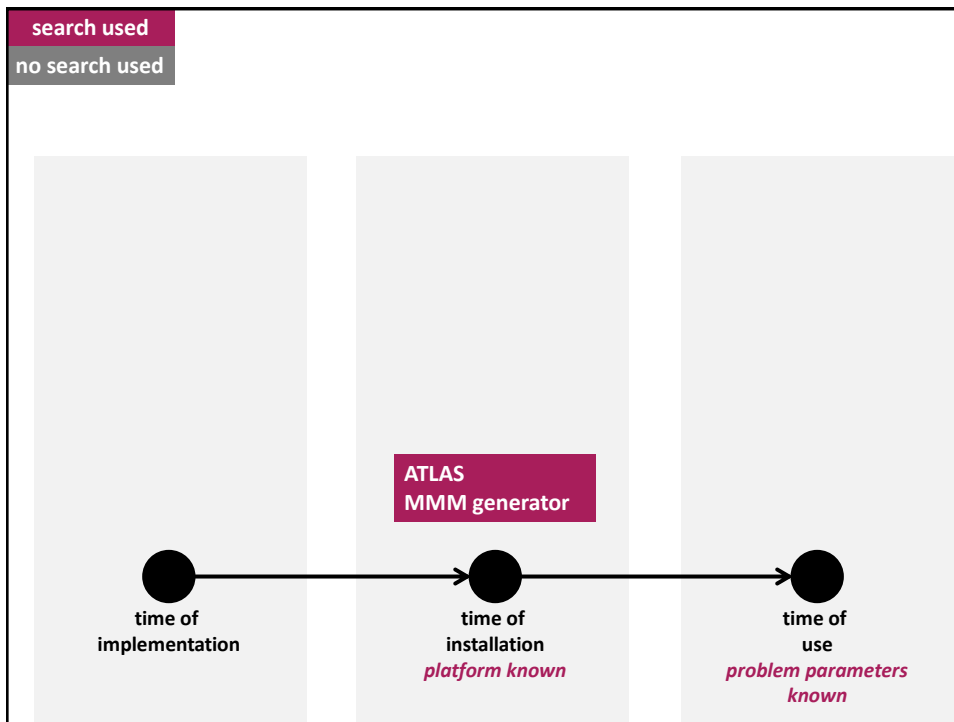 search used
no search used
ATLAS
MMM generator
time of
implementation
time of
installation
platform known
time of
use
problem parameters
known